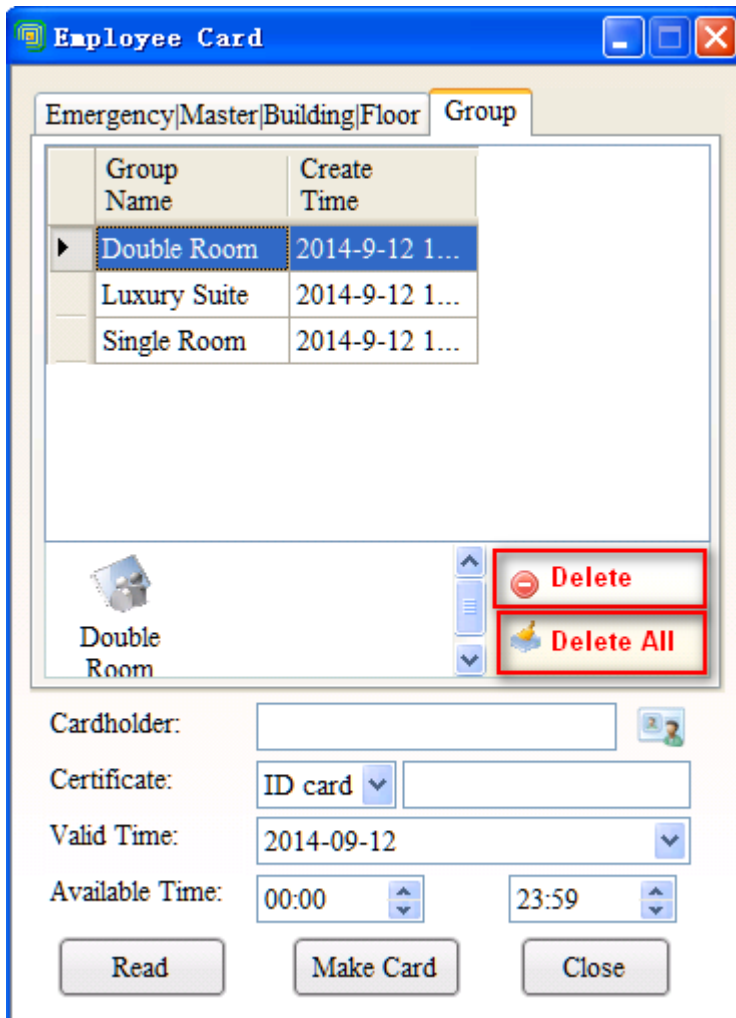 Employee Card
Emergency|Master|Building|Floor Group
Group Name Create Time
Double Room 2014-9-12 1...
Luxury Suite 2014-9-12 1...
Single Room 2014-9-12 1...
Double
Room
Delete
Delete All
Cardholder:
Certificate: ID card
Valid Time: 2014-09-12
Available Time: 00:00 23:59
Read Make Card Close